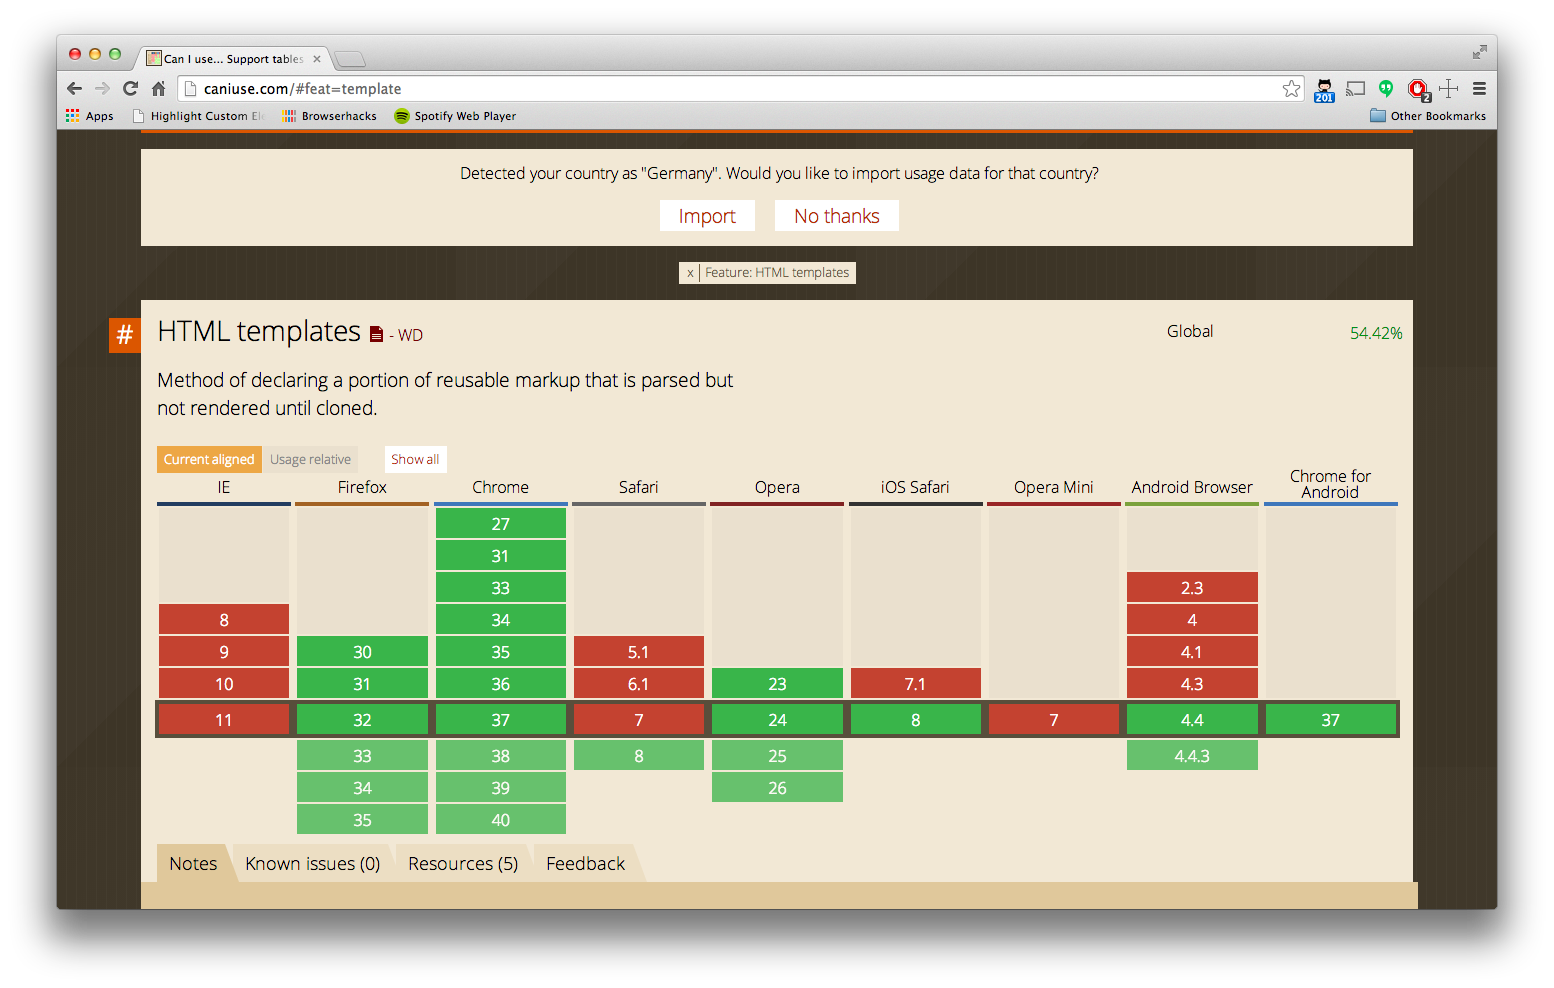 Can I use... Support tables
caniuse.com/#feat=template
201
2
Apps Highlight Custom Ele Browserhacks Spotify Web Player Other Bookmarks
Detected your country as "Germany". Would you like to import usage data for that country?
Import No thanks
x | Feature: HTML templates
# HTML templates - WD Global 54.42%
Method of declaring a portion of reusable markup that is parsed but
not rendered until cloned.
Current aligned Usage relative Show all
IE Firefox Chrome Safari Opera iOS Safari Opera Mini Android Browser Chrome for Android
27
31
33 2.3
8 34 4
9 30 35 5.1 4.1
10 31 36 6.1 23 7.1 4.3
11 32 37 7 24 8 7 4.4 37
33 38 8 25 4.4.3
34 39 26
35 40
Notes Known issues (0) Resources (5) Feedback